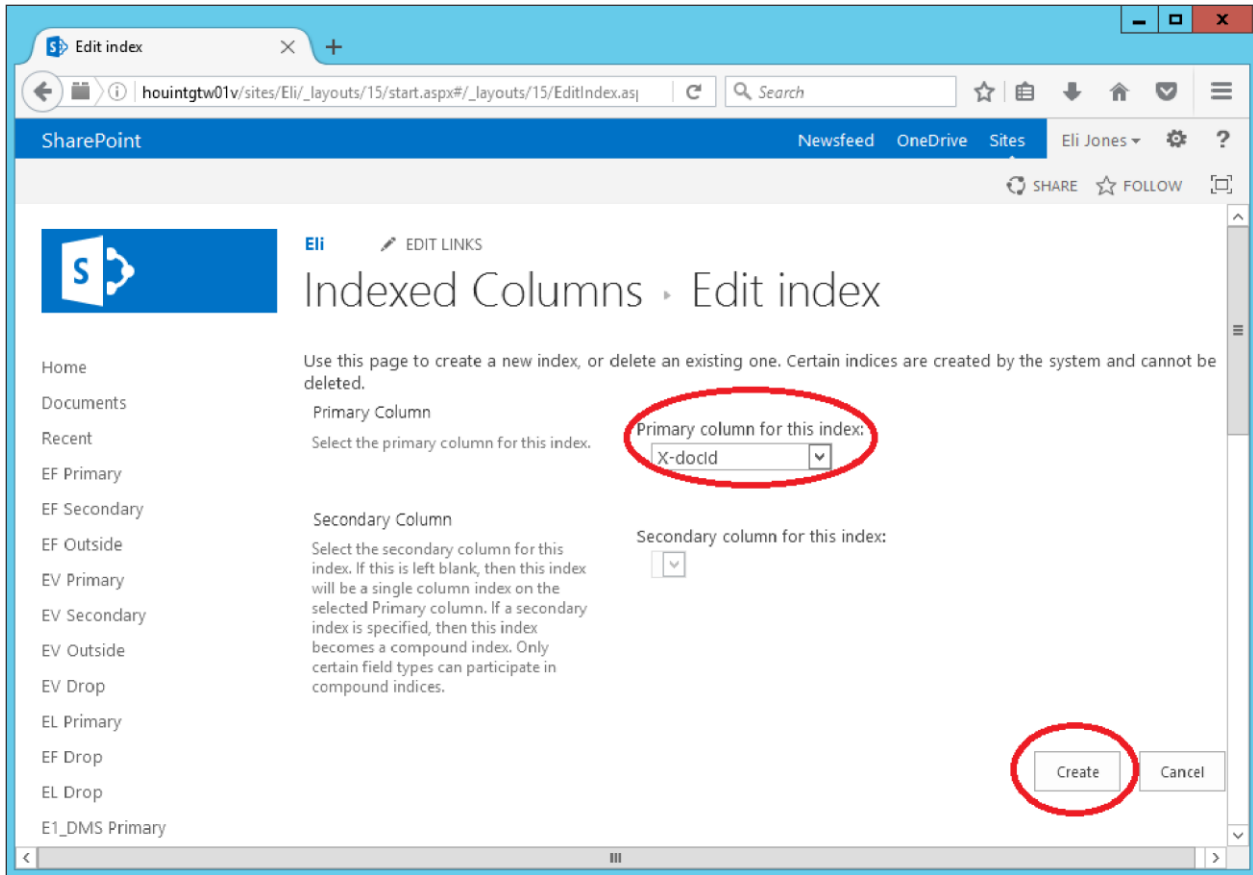 Edit index
houintgtw01v/sites/Eli/_layouts/15/start.aspx#/_layouts/15/EditIndex.asp
Search
SharePoint
Newsfeed OneDrive Sites Eli Jones ?
SHARE FOLLOW
S
Eli EDIT LINKS
Indexed Columns ▸ Edit index
Home
Documents
Recent
EF Primary
EF Secondary
EF Outside
EV Primary
EV Secondary
EV Outside
EV Drop
EL Primary
EF Drop
EL Drop
E1_DMS Primary
Use this page to create a new index, or delete an existing one. Certain indices are created by the system and cannot be
deleted.
Primary Column
Select the primary column for this index.
Primary column for this index:
X-docId
Secondary Column
Select the secondary column for this
index. If this is left blank, then this index
will be a single column index on the
selected Primary column. If a secondary
index is specified, then this index
becomes a compound index. Only
certain field types can participate in
compound indices.
Secondary column for this index:
Create Cancel